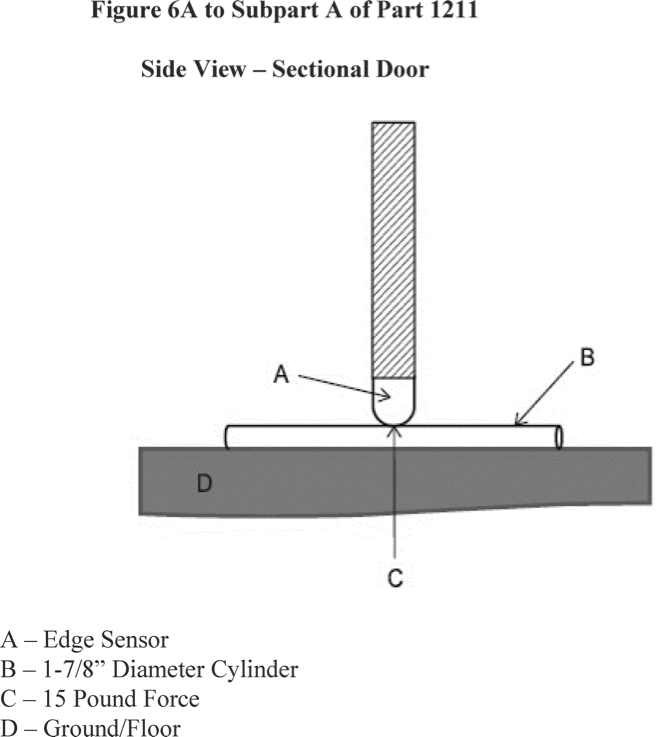 Figure 6A to Subpart A of Part 1211
Side View – Sectional Door
A
B
D
C
A – Edge Sensor
B – 1-7/8” Diameter Cylinder
C – 15 Pound Force
D – Ground/Floor